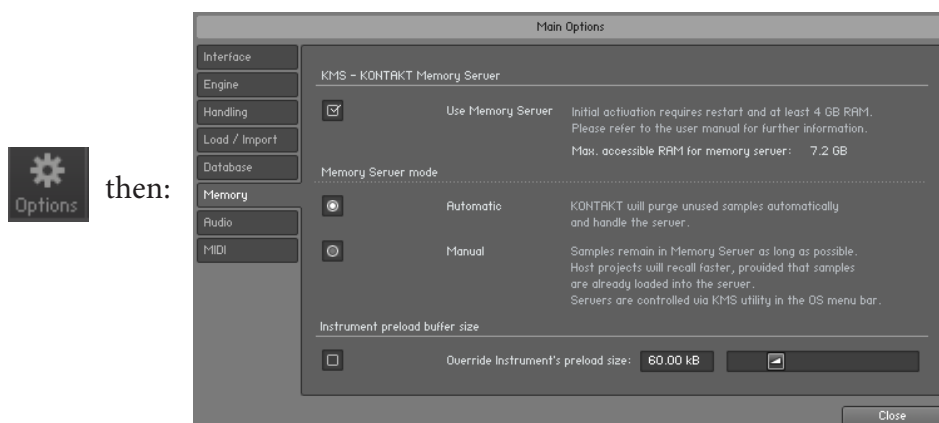 Options
then:
Main Options
Interface
Engine
Handling
Load / Import
Database
Memory
Audio
MIDI
KMS - KONTAKT Memory Server
Use Memory Server
Initial activation requires restart and at least 4 GB RAM.
Please refer to the user manual for further information.
Max. accessible RAM for memory server: 7.2 GB
Memory Server mode
Automatic
KONTAKT will purge unused samples automatically
and handle the server.
Manual
Samples remain in Memory Server as long as possible.
Host projects will recall faster, provided that samples
are already loaded into the server.
Servers are controlled via KMS utility in the OS menu bar.
Instrument preload buffer size
Override Instrument's preload size: 60.00 kB
Close